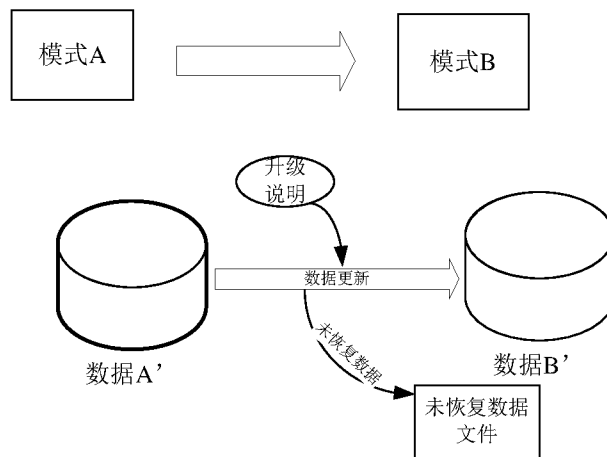 模式A
模式B
升级
说明
数据更新
未恢复数据
数据A’
数据B’
未恢复数据
文件